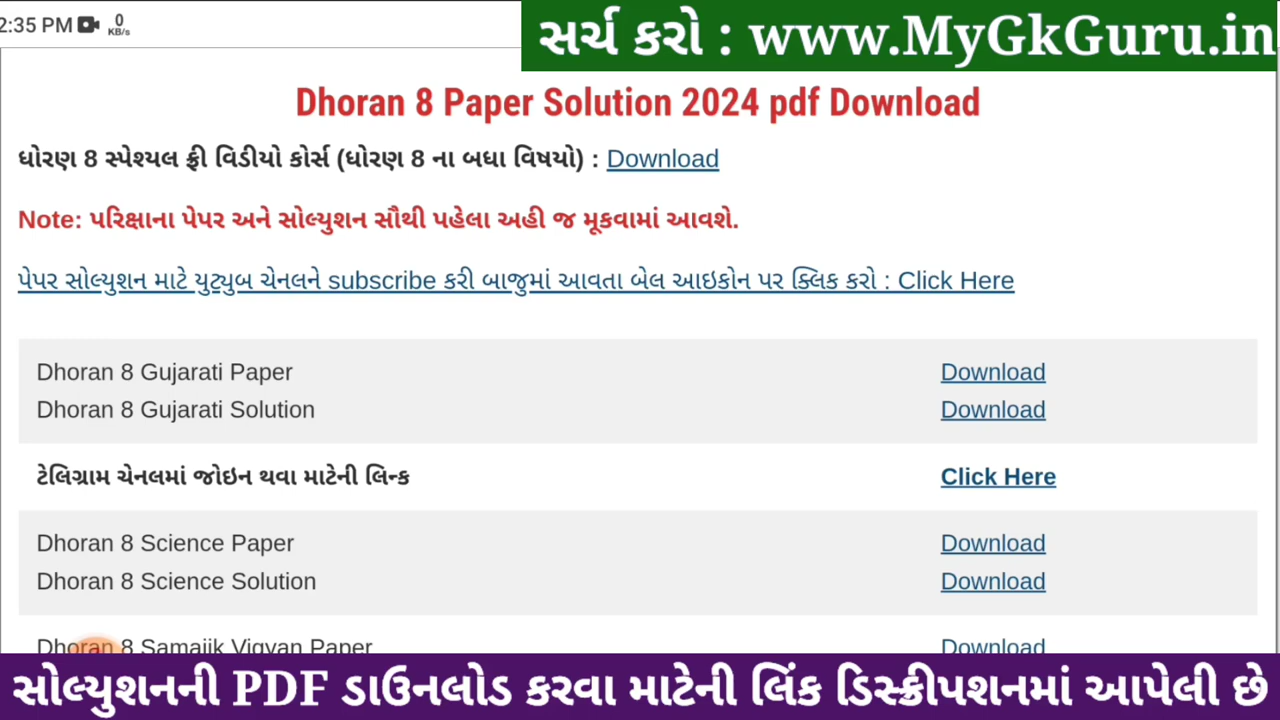 2:35 PM 0 KB/s
સર્ચ કરો : www.MyGkGuru.in
Dhoran 8 Paper Solution 2024 pdf Download
ધોરણ 8 સ્પેશ્યલ ફ્રી વિડીયો કોર્સ (ધોરણ 8 ના બધા વિષયો) : Download
Note: પરિક્ષાના પેપર અને સોલ્યુશન સૌથી પહેલા અહી જ મૂકવામાં આવશે.
પેપર સોલ્યુશન માટે યુટ્યુબ ચેનલને subscribe કરી બાજુમાં આવતા બેલ આઇકોન પર ક્લિક કરો : Click Here
Dhoran 8 Gujarati Paper Download
Dhoran 8 Gujarati Solution Download
ટેલિગ્રામ ચેનલમાં જોઇન થવા માટેની લિન્ક Click Here
Dhoran 8 Science Paper Download
Dhoran 8 Science Solution Download
Dhoran 8 Samajik Vigyan Paper Download
સોલ્યુશનની PDF ડાઉનલોડ કરવા માટેની લિંક ડિસ્ક્રીપશનમાં આપેલી છે